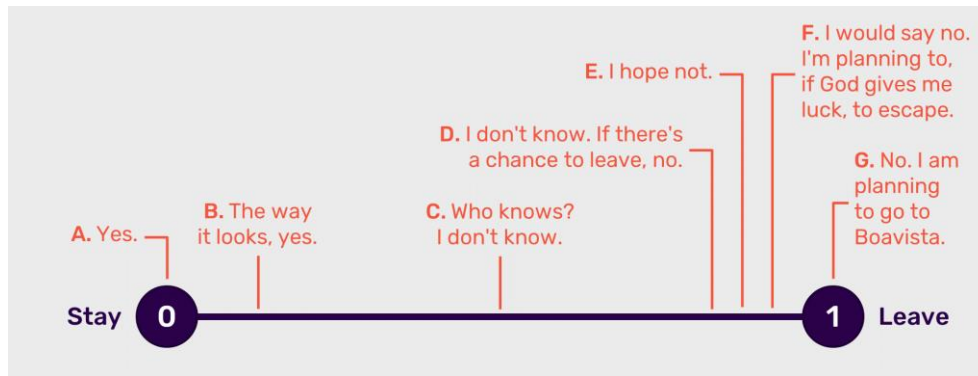 A. Yes.
B. The way
it looks, yes.
C. Who knows?
I don't know.
D. I don't know. If there's
a chance to leave, no.
E. I hope not.
F. I would say no.
I'm planning to,
if God gives me
luck, to escape.
G. No. I am
planning
to go to
Boavista.
Stay
0
1
Leave